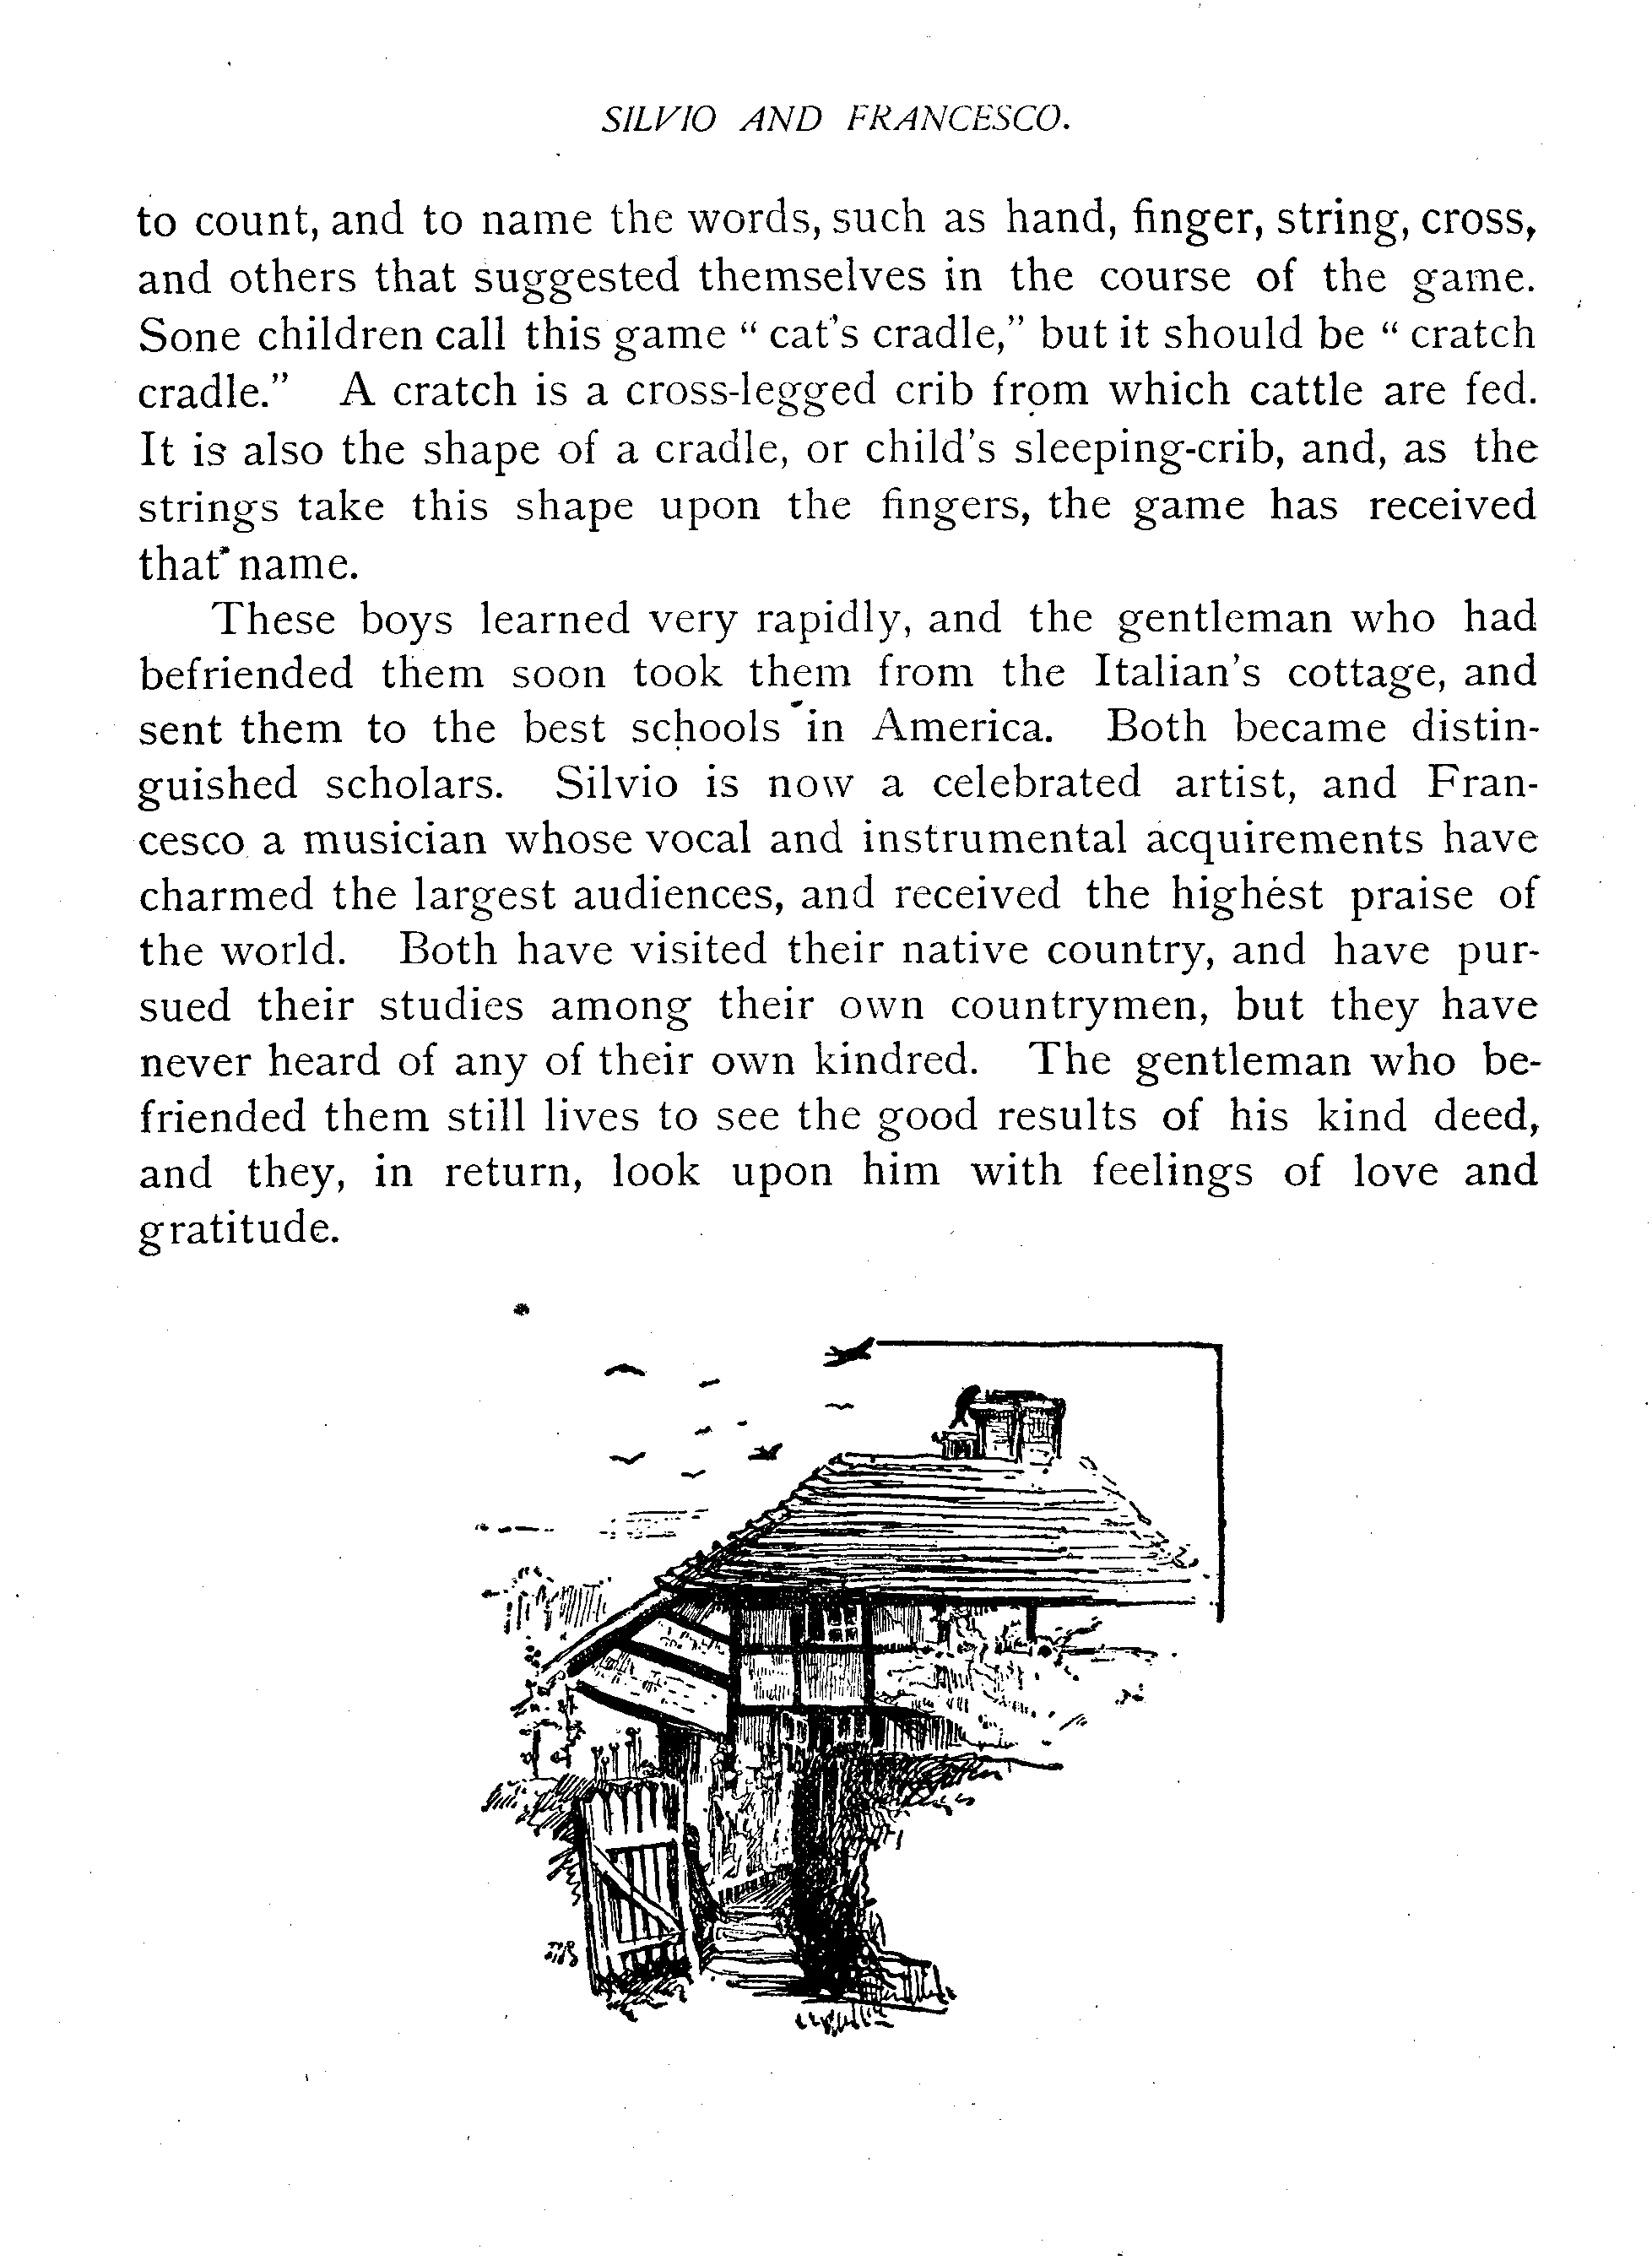 SILVIO AND FRANCESCO.
to count, and to name the words, such as hand, finger, string, cross,
and others that suggested themselves in the course of the game.
Sone children call this game “ cat's cradle,” but it should be “ cratch
cradle.” A cratch is a cross-legged crib from which cattle are fed.
It is also the shape of a cradle, or child's sleeping-crib, and, as the
strings take this shape upon the fingers, the game has received
that name.
These boys learned very rapidly, and the gentleman who had
befriended them soon took them from the Italian's cottage, and
sent them to the best schools in America. Both became distin-
guished scholars. Silvio is now a celebrated artist, and Fran-
cesco a musician whose vocal and instrumental acquirements have
charmed the largest audiences, and received the highest praise of
the world. Both have visited their native country, and have pur-
sued their studies among their own countrymen, but they have
never heard of any of their own kindred. The gentleman who be-
friended them still lives to see the good results of his kind deed,
and they, in return, look upon him with feelings of love and
gratitude.